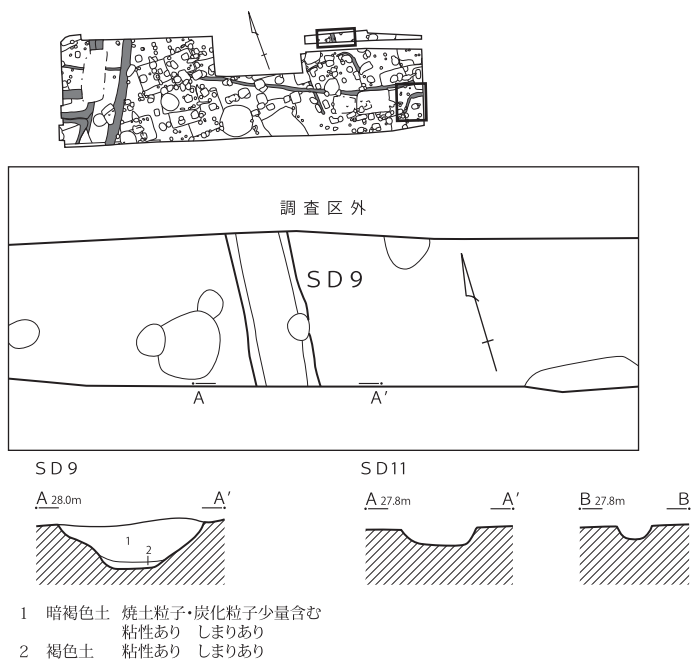 調査区外
SD9
A A′
SD9 SD11
A 28.0m A′ A 27.8m A′ B 27.8m B
1
2
1 暗褐色土 焼土粒子・炭化粒子少量含む
粘性あり しまりあり
2 褐色土 粘性あり しまりあり